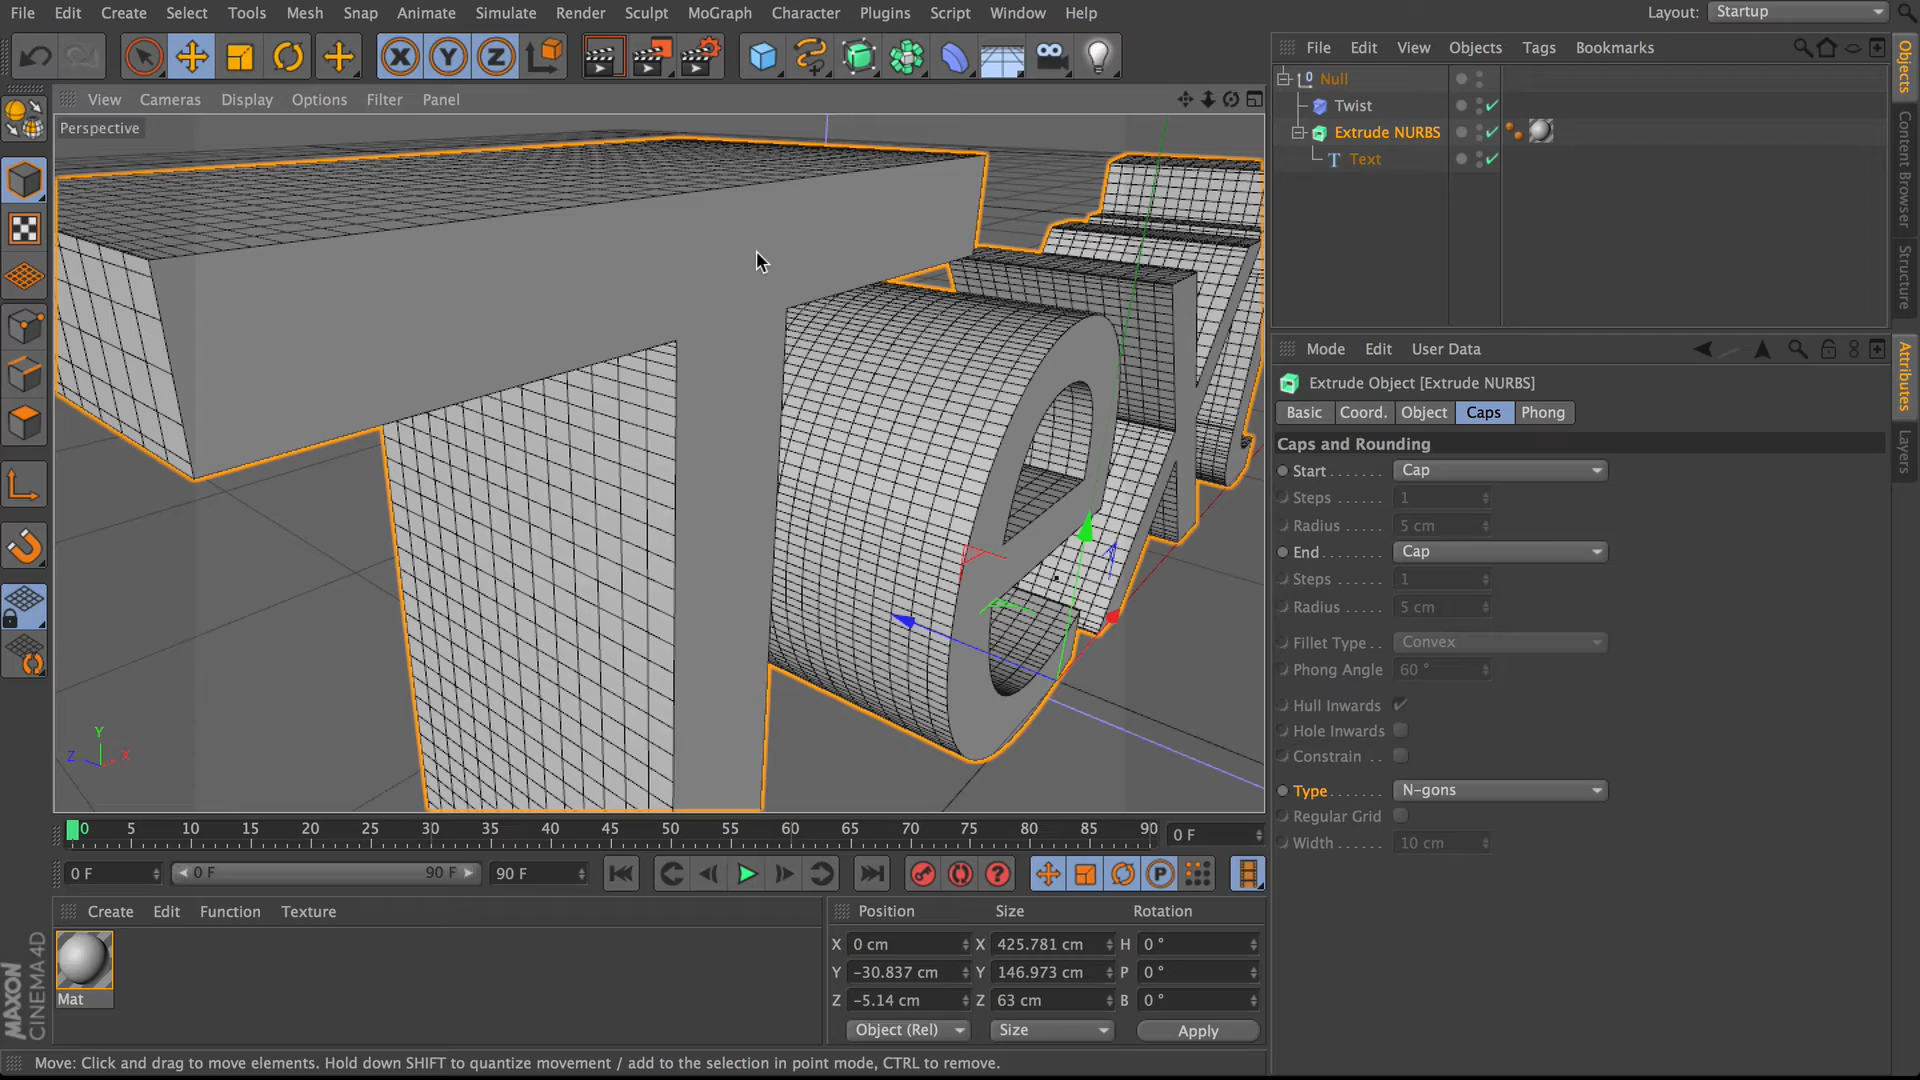 File Edit Create Select Tools Mesh Snap Animate Simulate Render Sculpt MoGraph Character Plugins Script Window Help Layout: Startup
File Edit View Objects Tags Bookmarks
Null
Twist
Extrude NURBS
Text
Objects
Content Browser
Structure
View Cameras Display Options Filter Panel
Perspective
Mode Edit User Data
Extrude Object [Extrude NURBS]
Basic Coord. Object Caps Phong
Caps and Rounding
Start Cap
Steps 1
Radius 5 cm
End Cap
Steps 1
Radius 5 cm
Fillet Type Convex
Phong Angle 60 °
Hull Inwards
Hole Inwards
Constrain
Type N-gons
Regular Grid
Width 10 cm
Attributes
Layers
Y
Z X
0 5 10 15 20 25 30 35 40 45 50 55 60 65 70 75 80 85 90 0 F
0 F 0 F 90 F 90 F
Create Edit Function Texture
Mat
MAXON
CINEMA 4D
Position Size Rotation
X 0 cm X 425.781 cm H 0 °
Y -30.837 cm Y 146.973 cm P 0 °
Z -5.14 cm Z 63 cm B 0 °
Object (Rel) Size Apply
Move: Click and drag to move elements. Hold down SHIFT to quantize movement / add to the selection in point mode, CTRL to remove.